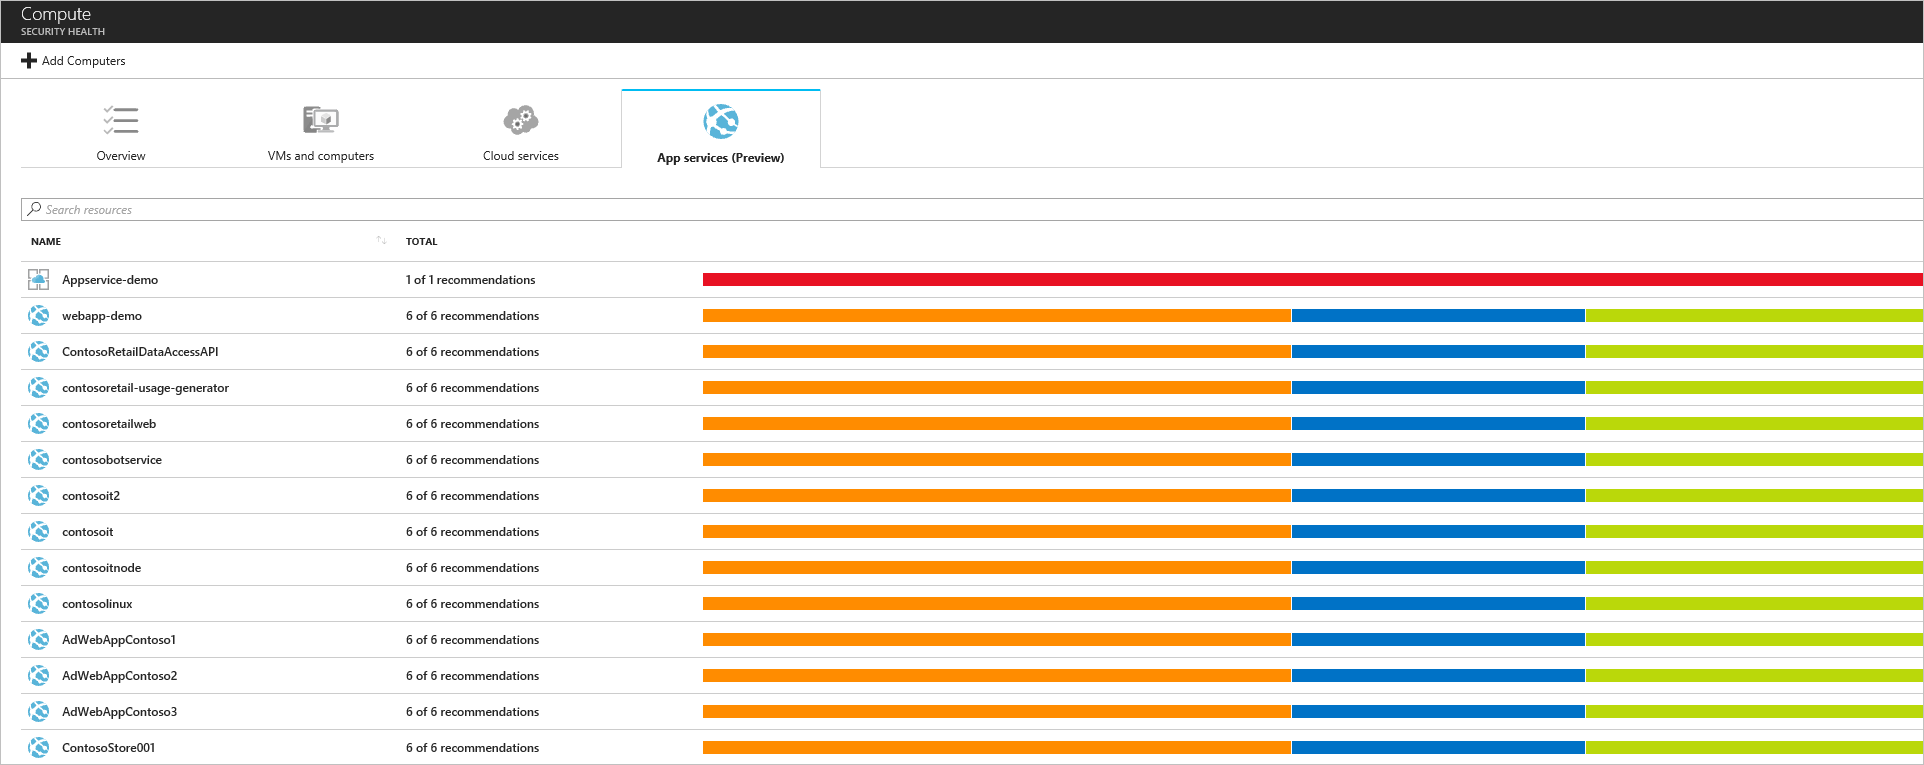 Compute
SECURITY HEALTH
Add Computers
Overview
VMs and computers
Cloud services
App services (Preview)
Search resources
NAME TOTAL
Appservice-demo 1 of 1 recommendations
webapp-demo 6 of 6 recommendations
ContosoRetailDataAccessAPI 6 of 6 recommendations
contosoretail-usage-generator 6 of 6 recommendations
contosoretailweb 6 of 6 recommendations
contosobotservice 6 of 6 recommendations
contosoit2 6 of 6 recommendations
contosoit 6 of 6 recommendations
contosoitnode 6 of 6 recommendations
contosolinux 6 of 6 recommendations
AdWebAppContoso1 6 of 6 recommendations
AdWebAppContoso2 6 of 6 recommendations
AdWebAppContoso3 6 of 6 recommendations
ContosoStore001 6 of 6 recommendations